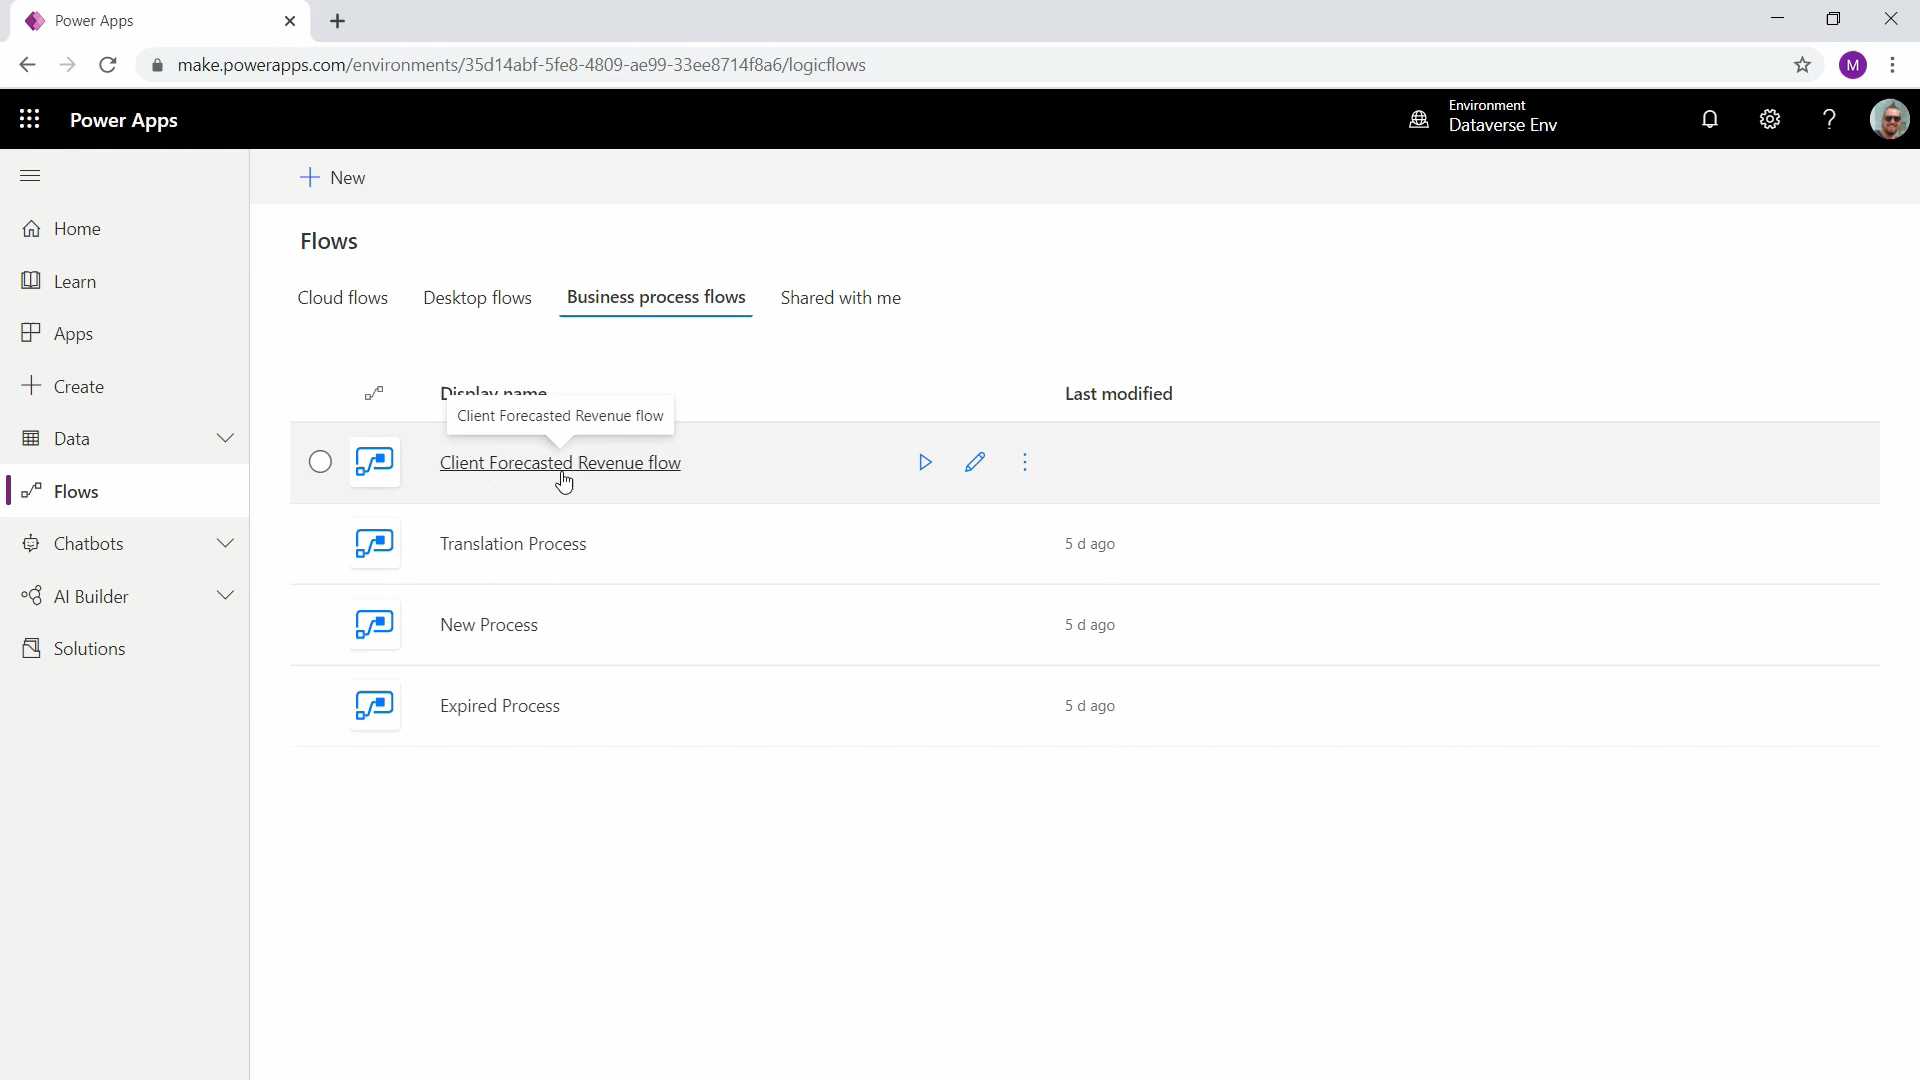 Power Apps
make.powerapps.com/environments/35d14abf-5fe8-4809-ae99-33ee8714f8a6/logicflows
M
Power Apps
Environment
Dataverse Env
?
New
Home
Learn
Apps
Create
Data
Flows
Chatbots
AI Builder
Solutions
Flows
Cloud flows
Desktop flows
Business process flows
Shared with me
Display name
Last modified
Client Forecasted Revenue flow
Client Forecasted Revenue flow
Translation Process
5 d ago
New Process
5 d ago
Expired Process
5 d ago